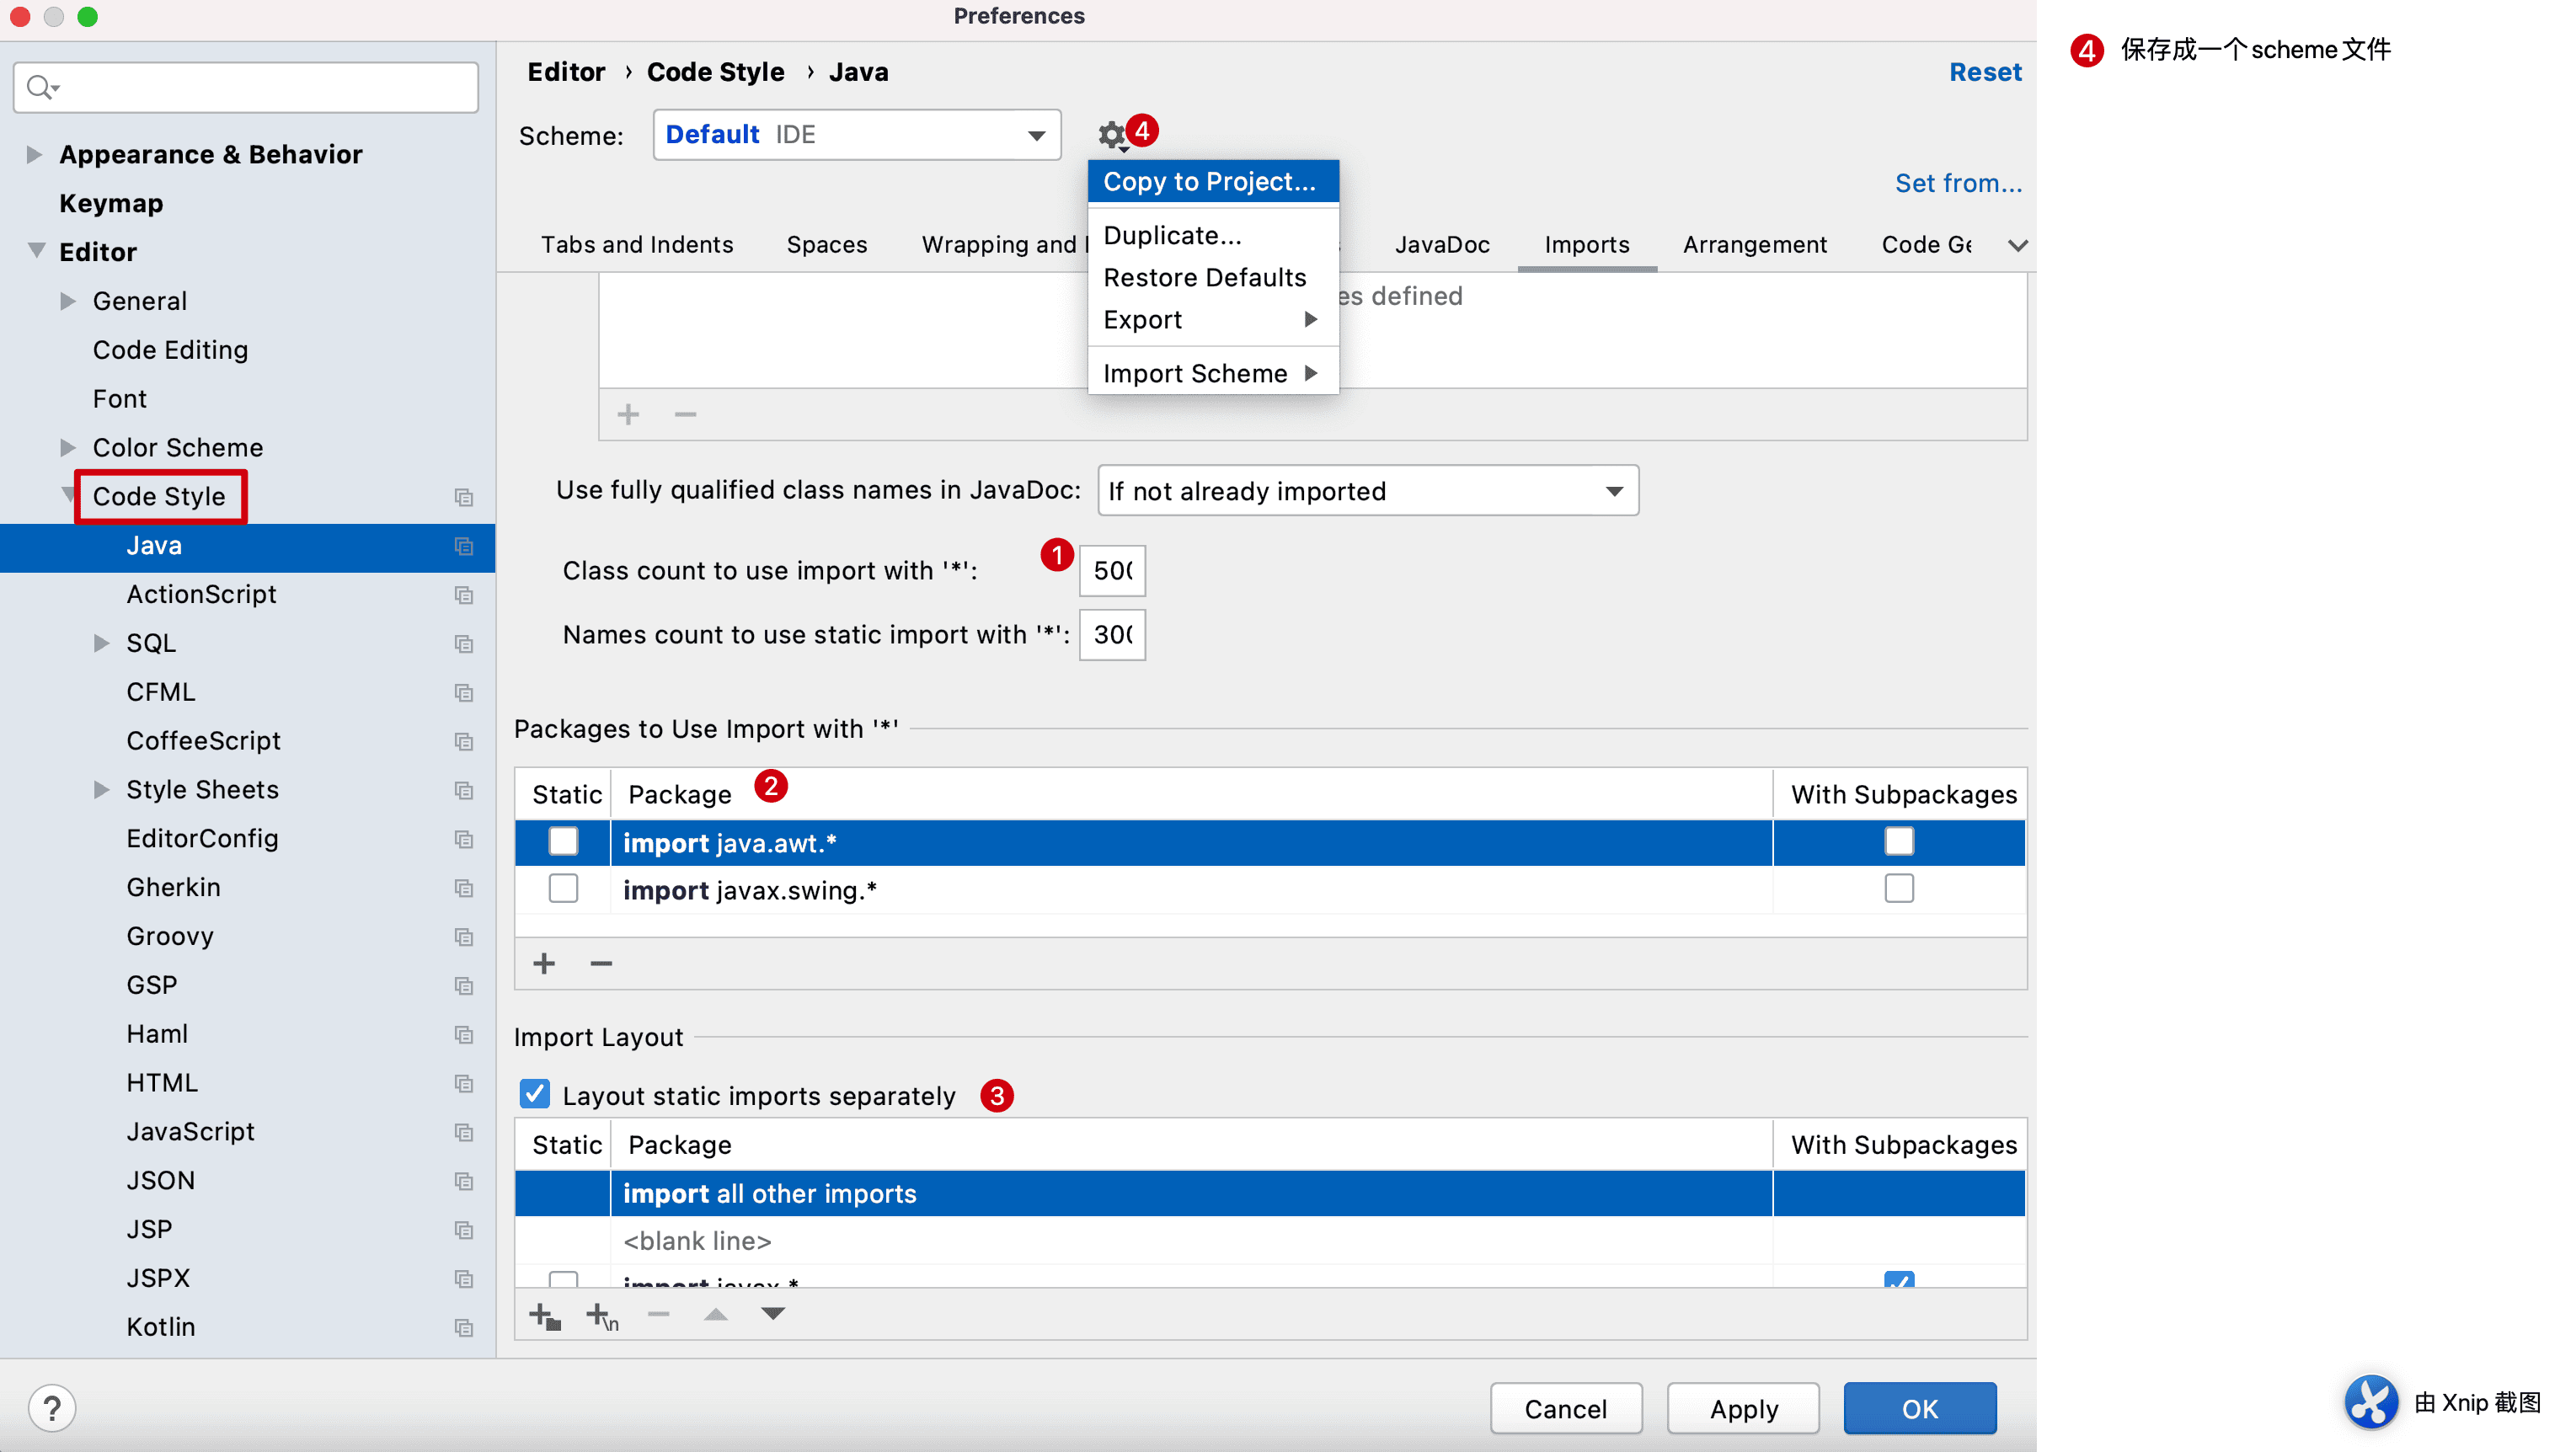 Preferences
Editor › Code Style › Java
Reset
Scheme:
Default IDE
4
Set from...
Copy to Project...
Duplicate...
Restore Defaults
Export
Import Scheme
Tabs and Indents
Spaces
Wrapping and
JavaDoc
Imports
Arrangement
Code Ge
es defined
Use fully qualified class names in JavaDoc:
If not already imported
Class count to use import with '*':
1
500
Names count to use static import with '*':
300
Packages to Use Import with '*'
Static
Package
2
With Subpackages
import java.awt.*
import javax.swing.*
Import Layout
Layout static imports separately
3
Static
Package
With Subpackages
import all other imports
<blank line>
import javax.*
\n
Appearance & Behavior
Keymap
Editor
General
Code Editing
Font
Color Scheme
Code Style
Java
ActionScript
SQL
CFML
CoffeeScript
Style Sheets
EditorConfig
Gherkin
Groovy
GSP
Haml
HTML
JavaScript
JSON
JSP
JSPX
Kotlin
?
Cancel
Apply
OK
4 保存成一个scheme文件
由 Xnip 截图